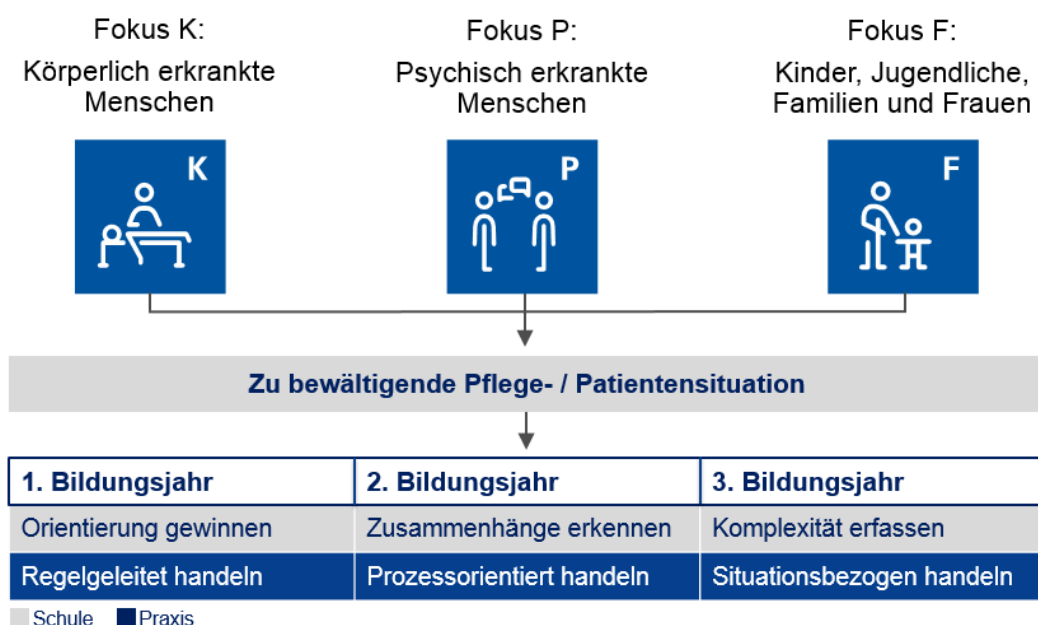 Fokus K:
Körperlich erkrankte
Menschen
Fokus P:
Psychisch erkrankte
Menschen
Fokus F:
Kinder, Jugendliche,
Familien und Frauen
K
P
F
Zu bewältigende Pflege- / Patientensituation
1. Bildungsjahr
2. Bildungsjahr
3. Bildungsjahr
Orientierung gewinnen
Zusammenhänge erkennen
Komplexität erfassen
Regelgeleitet handeln
Prozessorientiert handeln
Situationsbezogen handeln
Schule
Praxis